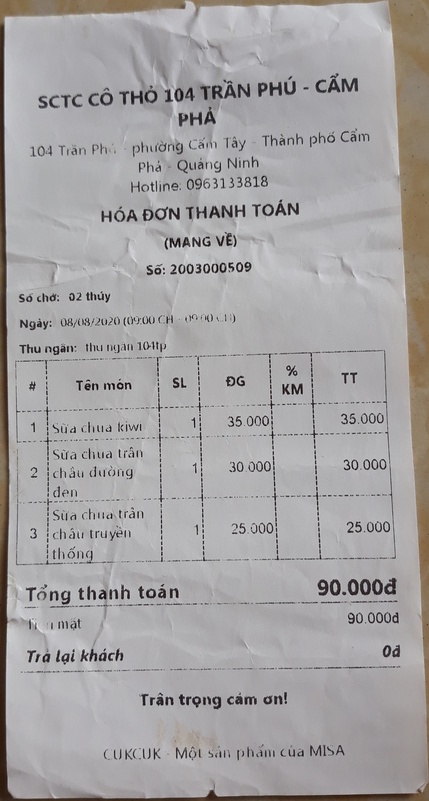 SCTC CÔ THỎ 104 TRẦN PHÚ - CẨM
PHẢ
104 Trần Phú - phường Cẩm Tây - Thành phố Cẩm
Phả - Quảng Ninh
Hotline: 0963133818
HÓA ĐƠN THANH TOÁN
(MANG VỀ)
Số: 2003000509
Số chờ: 02 thúy
Ngày: 08/08/2020 (09:00 CH - 09:00 CH)
Thu ngân: thu ngan 104tp
# Tên món SL ĐG % KM TT
1 Sữa chua kiwi 1 35.000 35.000
2 Sữa chua trân châu đường đen 1 30.000 30.000
3 Sữa chua trân châu truyền thống 1 25.000 25.000
Tổng thanh toán 90.000đ
Tiền mặt 90.000đ
Trả lại khách 0đ
Trân trọng cảm ơn!
CUKCUK - Một sản phẩm của MISA